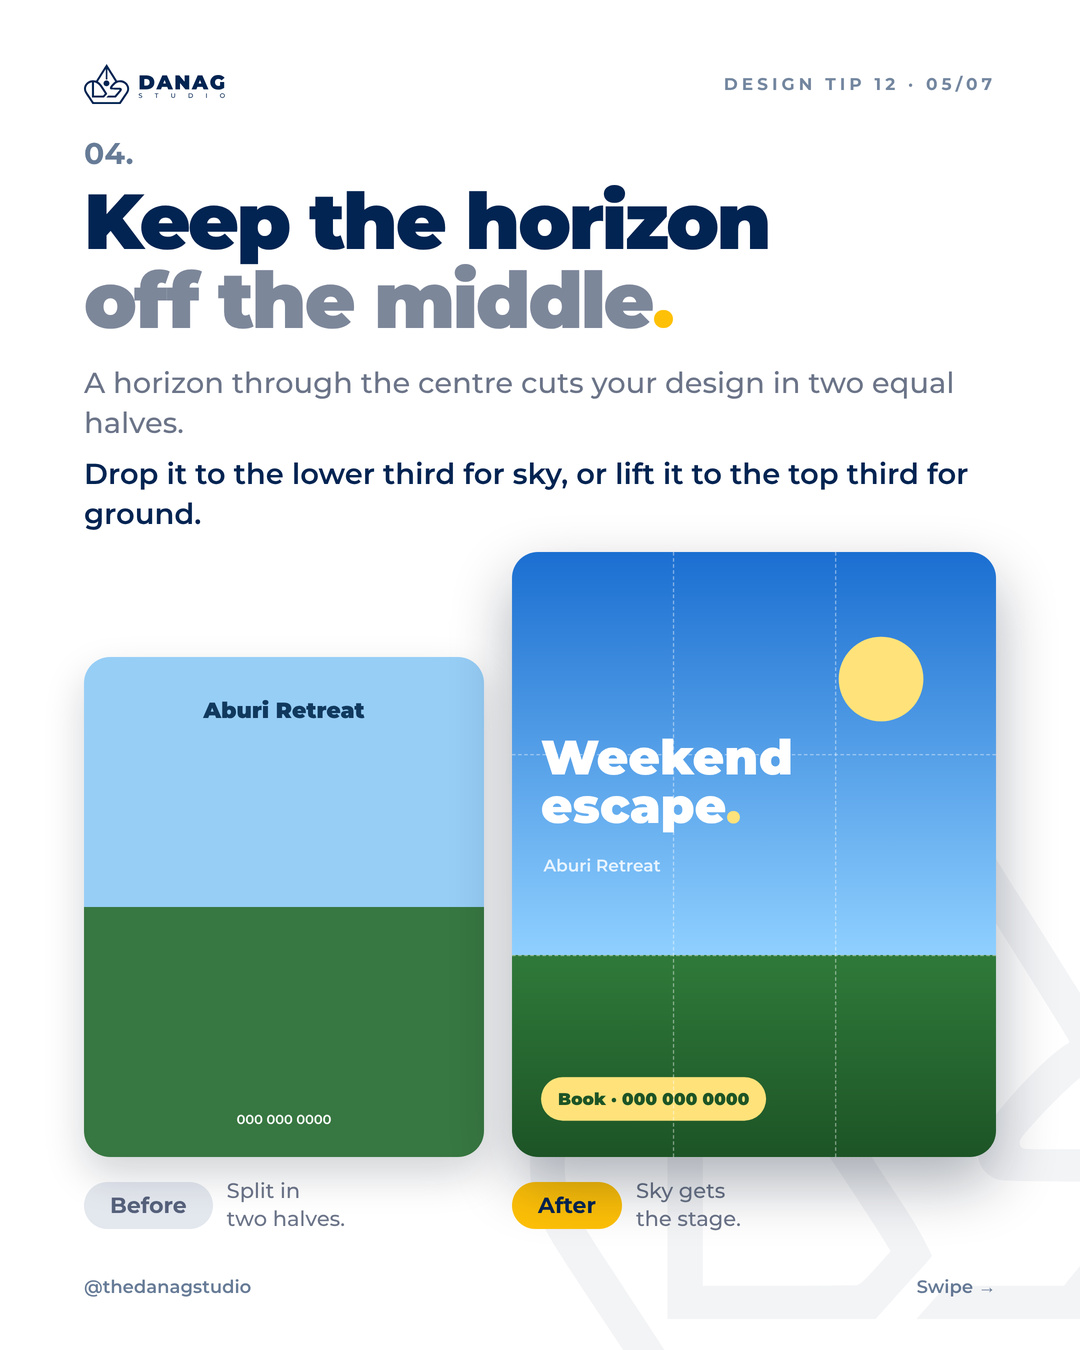 DANAG
STUDIO
DESIGN TIP 12 · 05/07
04.
Keep the horizon
off the middle.
A horizon through the centre cuts your design in two equal
halves.
Drop it to the lower third for sky, or lift it to the top third for
ground.
Aburi Retreat
000 000 0000
Weekend
escape.
Aburi Retreat
Book · 000 000 0000
Before
Split in
two halves.
After
Sky gets
the stage.
@thedanagstudio
Swipe →